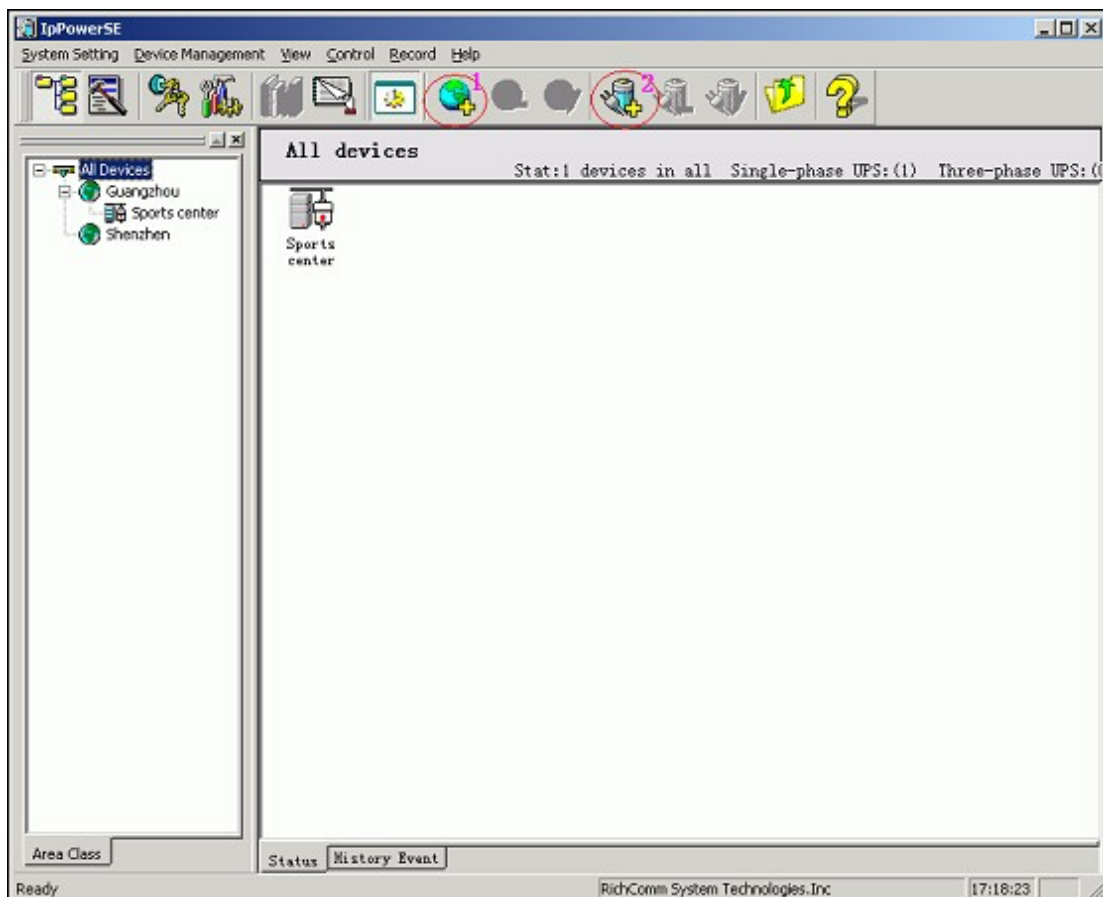 IpPowerSE
System Setting Device Management View Control Record Help
1 2
All devices
Stat:1 devices in all Single-phase UPS:(1) Three-phase UPS:(
All Devices
Guangzhou
Sports center
Shenzhen
Sports
center
Area Class
Status History Event
Ready RichComm System Technologies.Inc 17:18:23